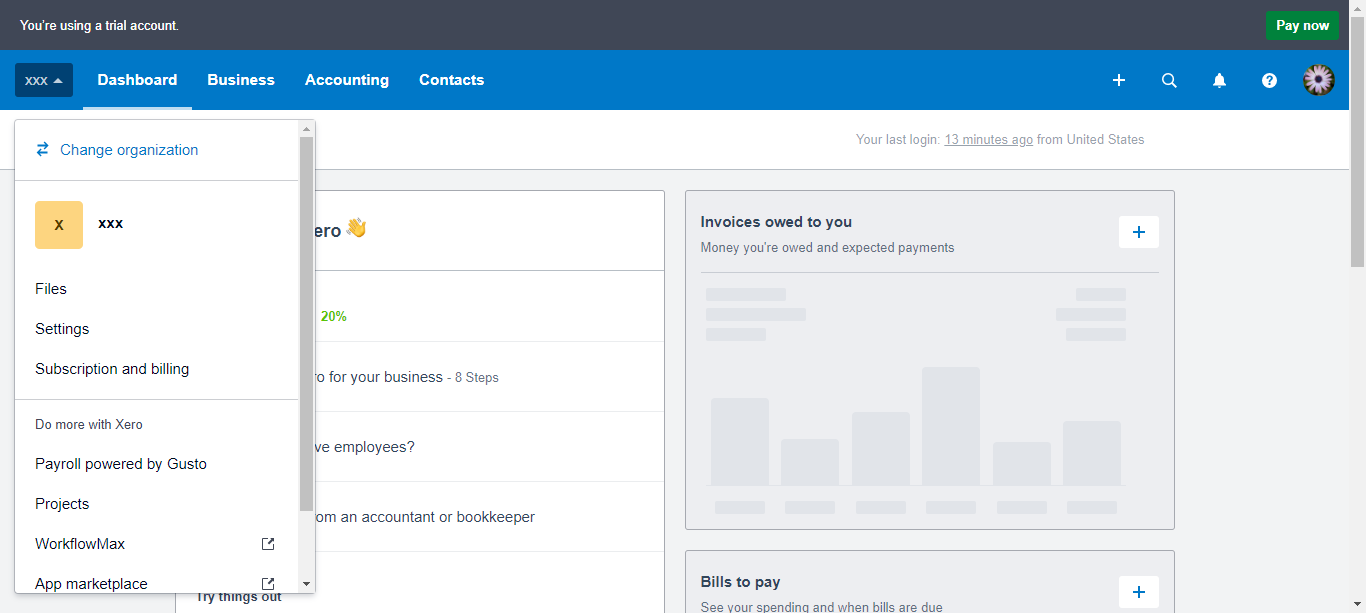 You're using a trial account.
Pay now
xxx
Dashboard
Business
Accounting
Contacts
Change organization
X
xxx
Files
Settings
Subscription and billing
Do more with Xero
Payroll powered by Gusto
Projects
WorkflowMax
App marketplace
Your last login: 13 minutes ago from United States
ero 👋
20%
ro for your business - 8 Steps
ve employees?
om an accountant or bookkeeper
Try things out
Invoices owed to you
Money you're owed and expected payments
Bills to pay
See your spending and when bills are due